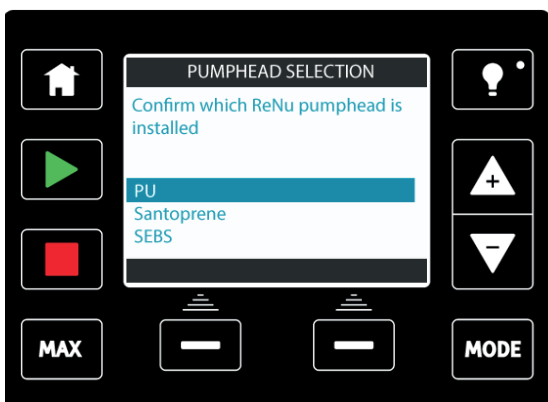 PUMPHEAD SELECTION
Confirm which ReNu pumphead is
installed
PU
Santoprene
SEBS
MAX
MODE